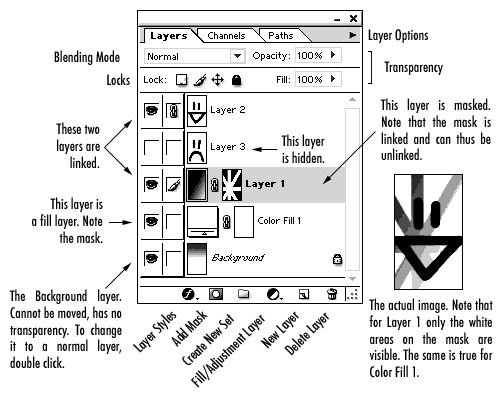 Layers
Channels
Paths
Layer Options
Blending Mode
Normal
Opacity: 100%
Transparency
Locks
Lock:
Fill: 100%
Layer 2
This layer is masked.
Note that the mask is
linked and can thus be
unlinked.
These two
layers are
linked.
Layer 3
This layer
is hidden.
Layer 1
This layer is
a fill layer. Note
the mask.
Color Fill 1
Background
The Background layer.
Cannot be moved, has no
transparency. To change
it to a normal layer,
double click.
Layer Styles
Add Mask
Create New Set
Fill/Adjustment Layer
New Layer
Delete Layer
The actual image. Note that
for Layer 1 only the white
areas on the mask are
visible. The same is true for
Color Fill 1.